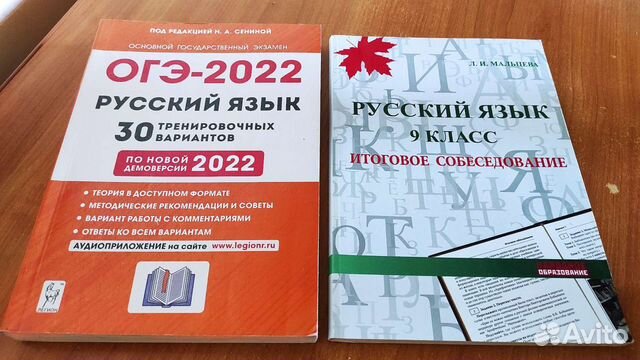 ПОД РЕДАКЦИЕЙ Н. А. СЕНИНОЙ
ОСНОВНОЙ ГОСУДАРСТВЕННЫЙ ЭКЗАМЕН
ОГЭ-2022
РУССКИЙ ЯЗЫК
30 ТРЕНИРОВОЧНЫХ
ВАРИАНТОВ
ПО НОВОЙ
ДЕМОВЕРСИИ 2022
• ТЕОРИЯ В ДОСТУПНОМ ФОРМАТЕ
• МЕТОДИЧЕСКИЕ РЕКОМЕНДАЦИИ И СОВЕТЫ
• ВАРИАНТ РАБОТЫ С КОММЕНТАРИЯМИ
• ОТВЕТЫ КО ВСЕМ ВАРИАНТАМ
АУДИОПРИЛОЖЕНИЕ на сайте www.legionr.ru
ЛЕГИОН
Л. И. МАЛЬЦЕВА
РУССКИЙ ЯЗЫК
9 КЛАСС
ИТОГОВОЕ СОБЕСЕДОВАНИЕ
НАРОДНОЕ
ОБРАЗОВАНИЕ
Avito